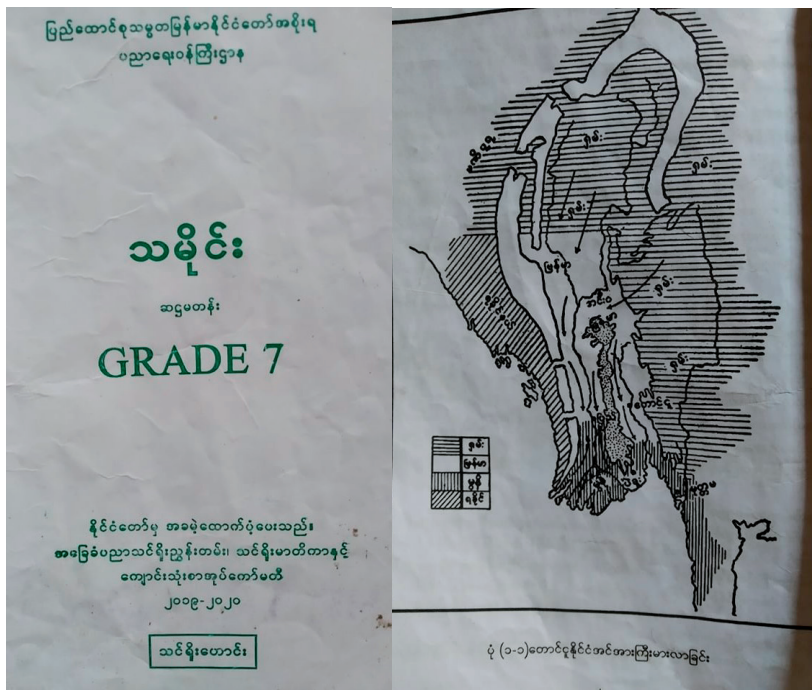 ပြည်ထောင်စုသမ္မတမြန်မာနိုင်ငံတော်အစိုးရ
ပညာရေးဝန်ကြီးဌာန
သမိုင်း
ဆဋ္ဌမတန်း
GRADE 7
နိုင်ငံတော်မှ အခမဲ့ထောက်ပံ့ပေးသည်။
အခြေခံပညာသင်ရိုးညွှန်းတမ်း၊ သင်ရိုးမာတိကာနှင့်
ကျောင်းသုံးစာအုပ်ကော်မတီ
၂၀၁၉-၂၀၂၀
သင်ရိုးဟောင်း
ရှမ်း
ရှမ်း
ရှမ်း
မြန်မာ
ရှမ်း
အင်းဝ
ရှမ်း
တောင်ငူ
ရှမ်း
မြန်မာ
မွန်
ရခိုင်
ပုံ (၁-၁)တောင်ငူနိုင်ငံအင်အားကြီးမားလာခြင်း